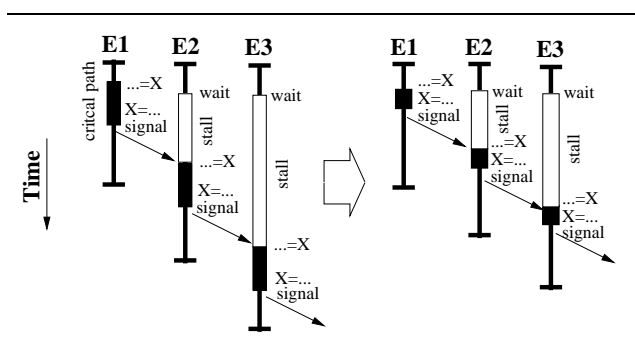 E1 E2 E3
critcal path
...=X
X=...
signal
wait
stall
...=X
X=...
signal
wait
stall
...=X
X=...
signal
Time
E1 E2 E3
...=X
X=...
signal
wait
stall
...=X
X=...
signal
wait
stall
...=X
X=...
signal